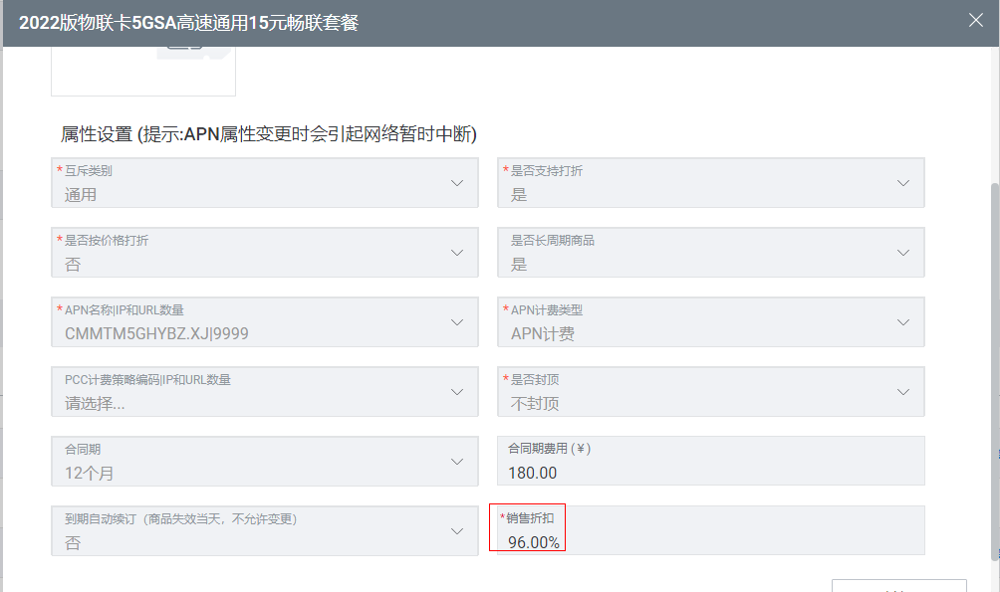 2022版物联卡5GSA高速通用15元畅联套餐
属性设置 (提示:APN属性变更时会引起网络暂时中断)
*互斥类别
通用
*是否支持打折
是
*是否按价格打折
否
是否长周期商品
是
*APN名称|IP和URL数量
CMMTM5GHYBZ.XJ|9999
*APN计费类型
APN计费
PCC计费策略编码|IP和URL数量
请选择...
*是否封顶
不封顶
合同期
12个月
合同期费用 (￥)
180.00
到期自动续订（商品失效当天，不允许变更）
否
*销售折扣
96.00%